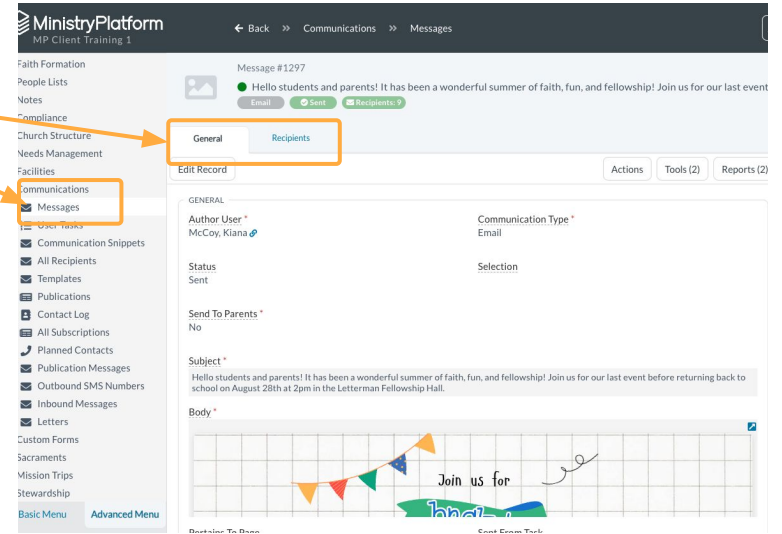 MinistryPlatform
MP Client Training 1
Back » Communications » Messages
Faith Formation
People Lists
Notes
Compliance
Church Structure
Needs Management
Facilities
Communications
Messages
User Tasks
Communication Snippets
All Recipients
Templates
Publications
Contact Log
All Subscriptions
Planned Contacts
Publication Messages
Outbound SMS Numbers
Inbound Messages
Letters
Custom Forms
Sacraments
Mission Trips
Stewardship
Basic Menu Advanced Menu
Message #1297
Hello students and parents! It has been a wonderful summer of faith, fun, and fellowship! Join us for our last event
Email Sent Recipients: 9
General Recipients
Edit Record Actions Tools (2) Reports (2)
GENERAL
Author User *
McCoy, Kiana
Communication Type *
Email
Status
Sent
Selection
Send To Parents *
No
Subject *
Hello students and parents! It has been a wonderful summer of faith, fun, and fellowship! Join us for our last event before returning back to
school on August 28th at 2pm in the Letterman Fellowship Hall.
Body *
Join us for
Pertains To Page Sent From Task